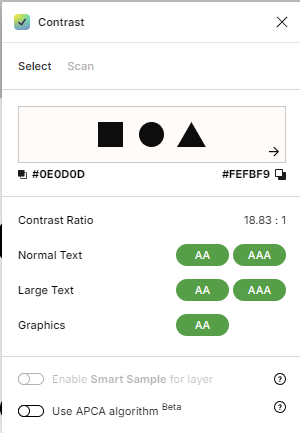 Contrast
Select Scan
#0E0D0D #FEFBF9
Contrast Ratio 18.83 : 1
Normal Text AA AAA
Large Text AA AAA
Graphics AA
Enable Smart Sample for layer ?
Use APCA algorithm Beta ?